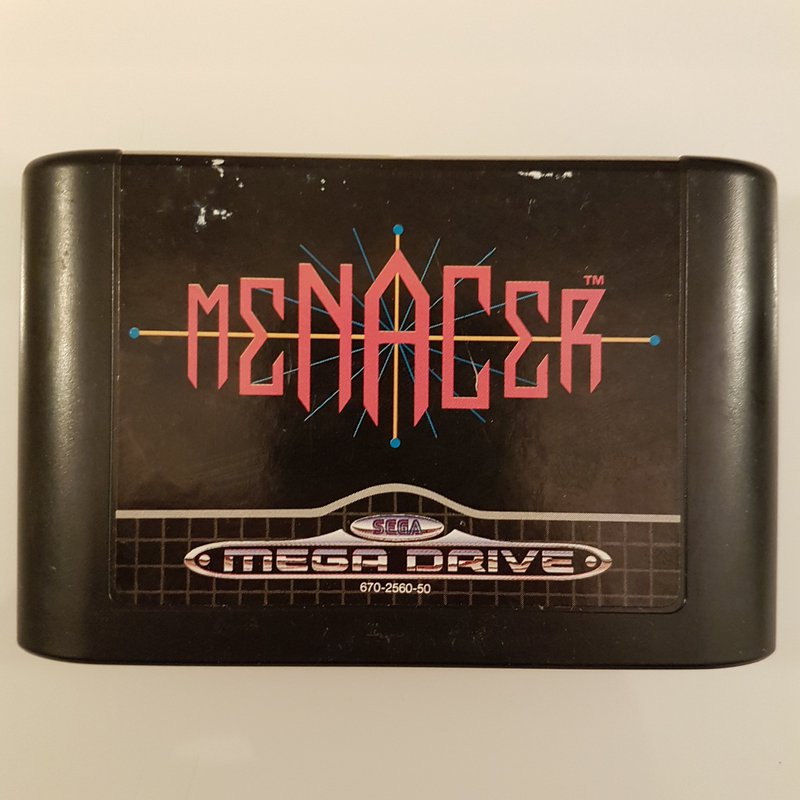 MENACER™
SEGA
MEGA DRIVE
670-2560-50